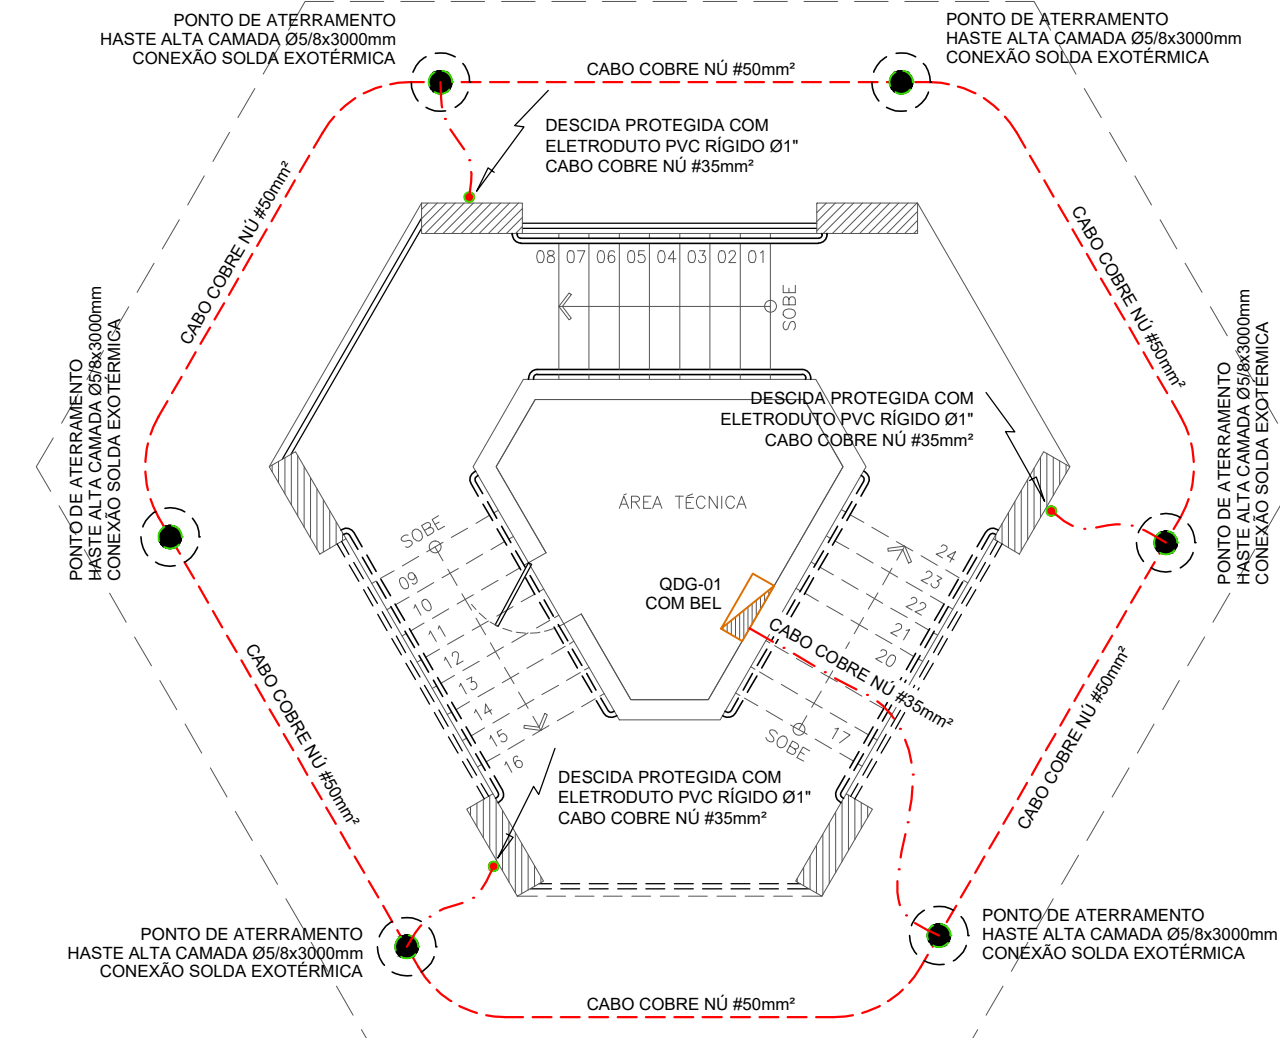 PONTO DE ATERRAMENTO
HASTE ALTA CAMADA Ø5/8x3000mm
CONEXÃO SOLDA EXOTÉRMICA
PONTO DE ATERRAMENTO
HASTE ALTA CAMADA Ø5/8x3000mm
CONEXÃO SOLDA EXOTÉRMICA
CABO COBRE NÚ #50mm²
DESCIDA PROTEGIDA COM
ELETRODUTO PVC RÍGIDO Ø1"
CABO COBRE NÚ #35mm²
CABO COBRE NÚ #50mm²
CABO COBRE NÚ #50mm²
08 07 06 05 04 03 02 01
SOBE
PONTO DE ATERRAMENTO
HASTE ALTA CAMADA Ø5/8x3000mm
CONEXÃO SOLDA EXOTÉRMICA
PONTO DE ATERRAMENTO
HASTE ALTA CAMADA Ø5/8x3000mm
CONEXÃO SOLDA EXOTÉRMICA
DESCIDA PROTEGIDA COM
ELETRODUTO PVC RÍGIDO Ø1"
CABO COBRE NÚ #35mm²
ÁREA TÉCNICA
SOBE
09
10
11
12
13
14
15
16
24
23
22
21
20
17
SOBE
QDG-01
COM BEL
CABO COBRE NÚ #35mm²
CABO COBRE NÚ #50mm²
CABO COBRE NÚ #50mm²
DESCIDA PROTEGIDA COM
ELETRODUTO PVC RÍGIDO Ø1"
CABO COBRE NÚ #35mm²
PONTO DE ATERRAMENTO
HASTE ALTA CAMADA Ø5/8x3000mm
CONEXÃO SOLDA EXOTÉRMICA
PONTO DE ATERRAMENTO
HASTE ALTA CAMADA Ø5/8x3000mm
CONEXÃO SOLDA EXOTÉRMICA
CABO COBRE NÚ #50mm²